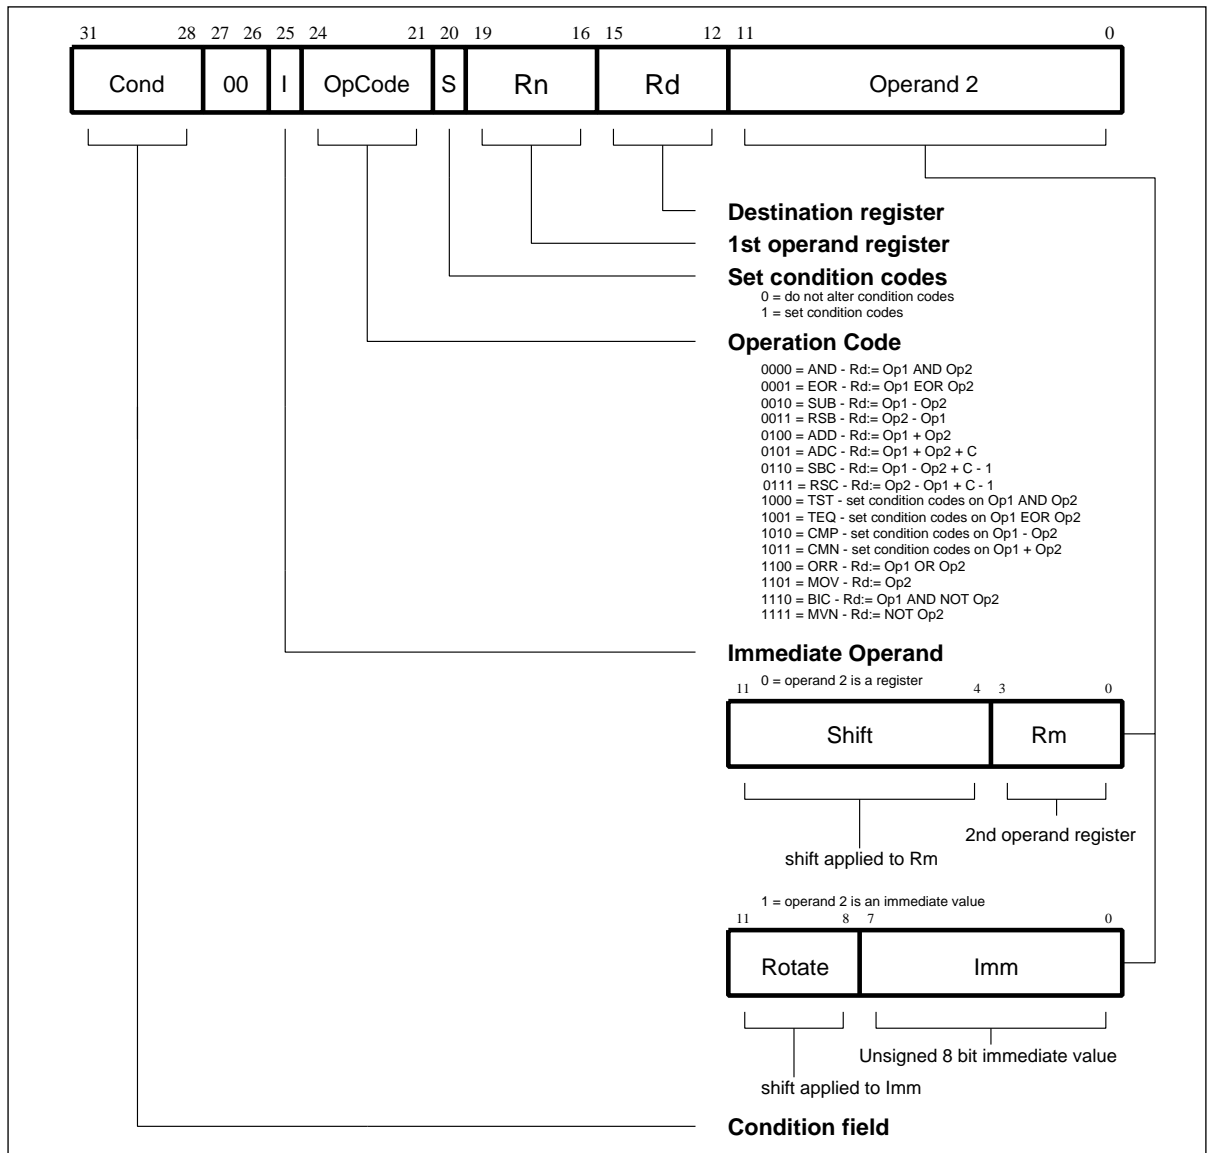 31 28 27 26 25 24 21 20 19 16 15 12 11 0
Cond 00 I OpCode S Rn Rd Operand 2
Destination register
1st operand register
Set condition codes
0 = do not alter condition codes
1 = set condition codes
Operation Code
0000 = AND - Rd:= Op1 AND Op2
0001 = EOR - Rd:= Op1 EOR Op2
0010 = SUB - Rd:= Op1 - Op2
0011 = RSB - Rd:= Op2 - Op1
0100 = ADD - Rd:= Op1 + Op2
0101 = ADC - Rd:= Op1 + Op2 + C
0110 = SBC - Rd:= Op1 - Op2 + C - 1
0111 = RSC - Rd:= Op2 - Op1 + C - 1
1000 = TST - set condition codes on Op1 AND Op2
1001 = TEQ - set condition codes on Op1 EOR Op2
1010 = CMP - set condition codes on Op1 - Op2
1011 = CMN - set condition codes on Op1 + Op2
1100 = ORR - Rd:= Op1 OR Op2
1101 = MOV - Rd:= Op2
1110 = BIC - Rd:= Op1 AND NOT Op2
1111 = MVN - Rd:= NOT Op2
Immediate Operand
0 = operand 2 is a register
11 4 3 0
Shift Rm
2nd operand register
shift applied to Rm
1 = operand 2 is an immediate value
11 8 7 0
Rotate Imm
Unsigned 8 bit immediate value
shift applied to Imm
Condition field